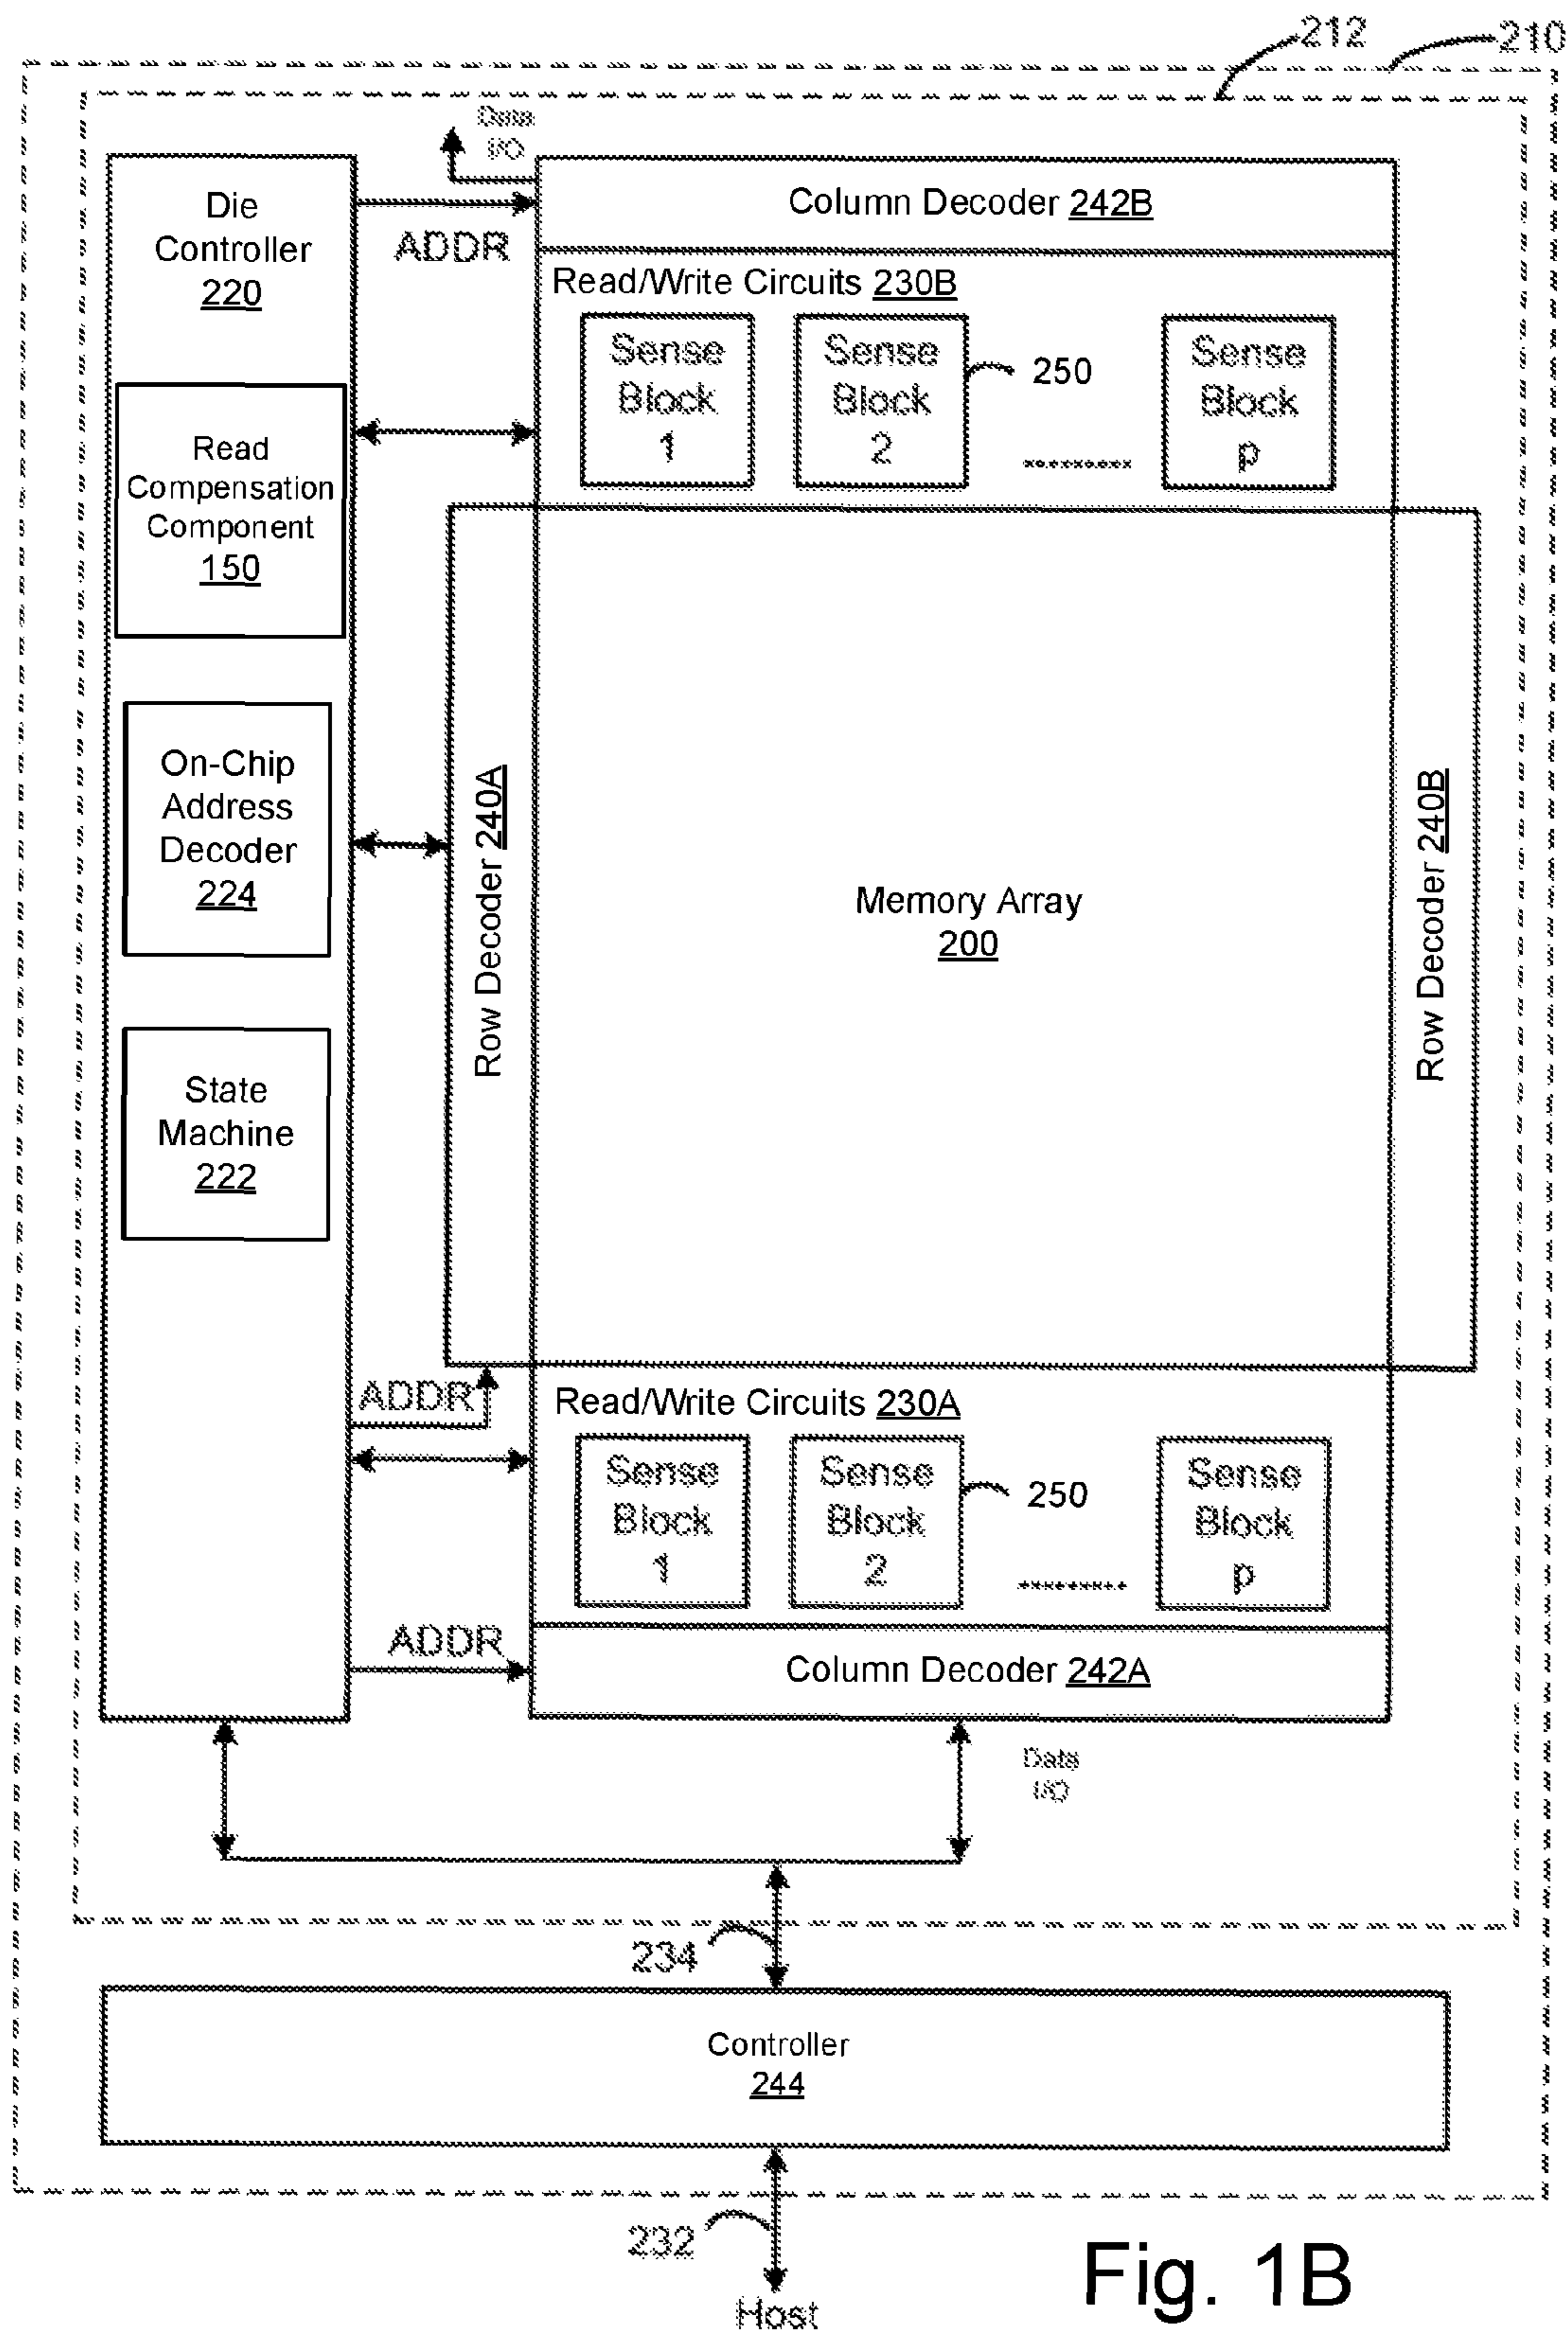 212
210
Data
I/O
Die
Controller
220
ADDR
Column Decoder 242B
Read/Write Circuits 230B
Sense
Block
1
Sense
Block
2
250
..........
Sense
Block
p
Read
Compensation
Component
150
On-Chip
Address
Decoder
224
State
Machine
222
Row Decoder 240A
Memory Array
200
Row Decoder 240B
ADDR
Read/Write Circuits 230A
Sense
Block
1
Sense
Block
2
250
..........
Sense
Block
p
ADDR
Column Decoder 242A
Data
I/O
234
Controller
244
232
Host
Fig. 1B